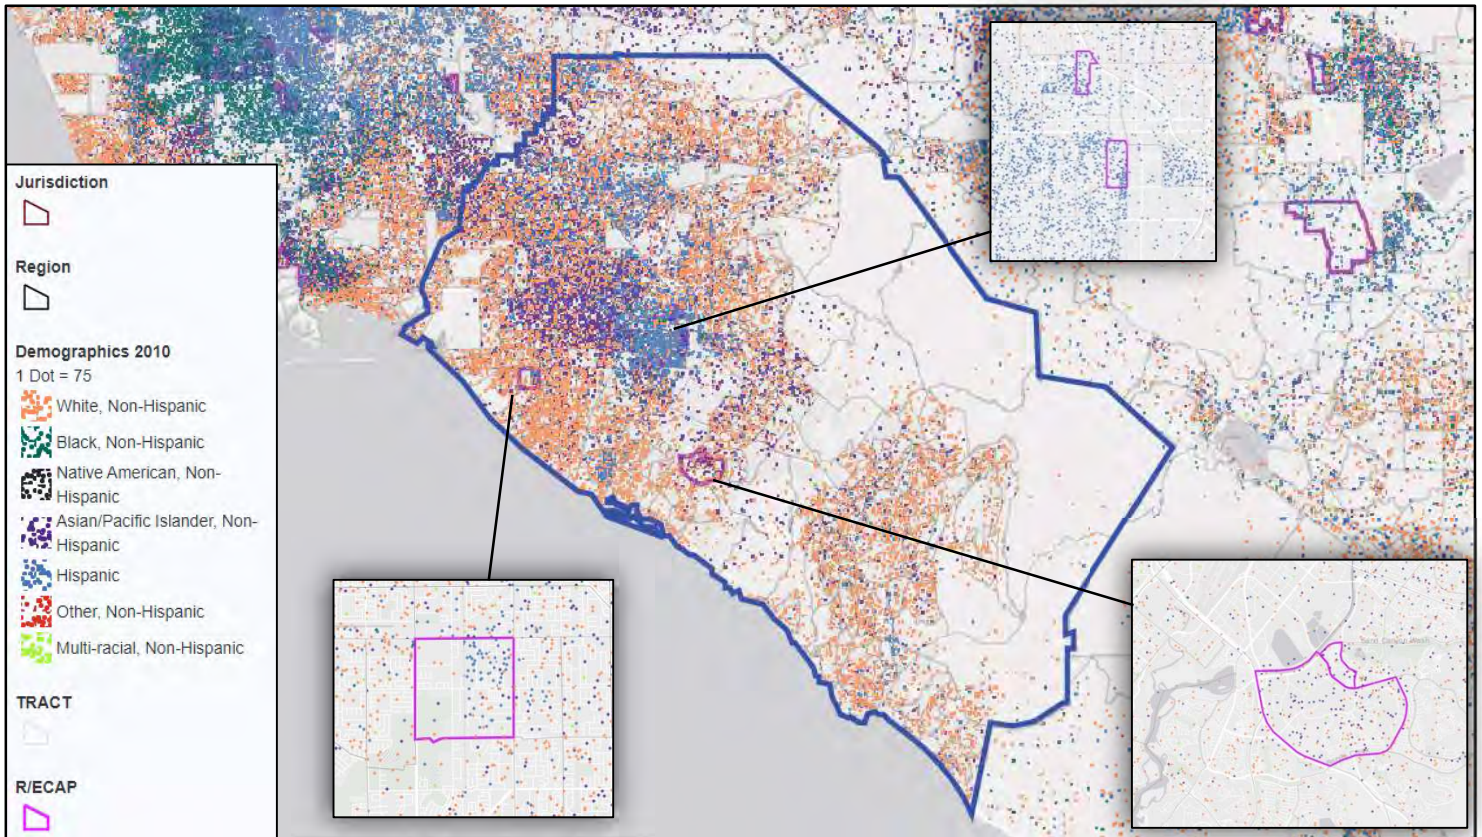 Jurisdiction
Region
Demographics 2010
1 Dot = 75
White, Non-Hispanic
Black, Non-Hispanic
Native American, Non-
Hispanic
Asian/Pacific Islander, Non-
Hispanic
Hispanic
Other, Non-Hispanic
Multi-racial, Non-Hispanic
TRACT
R/ECAP